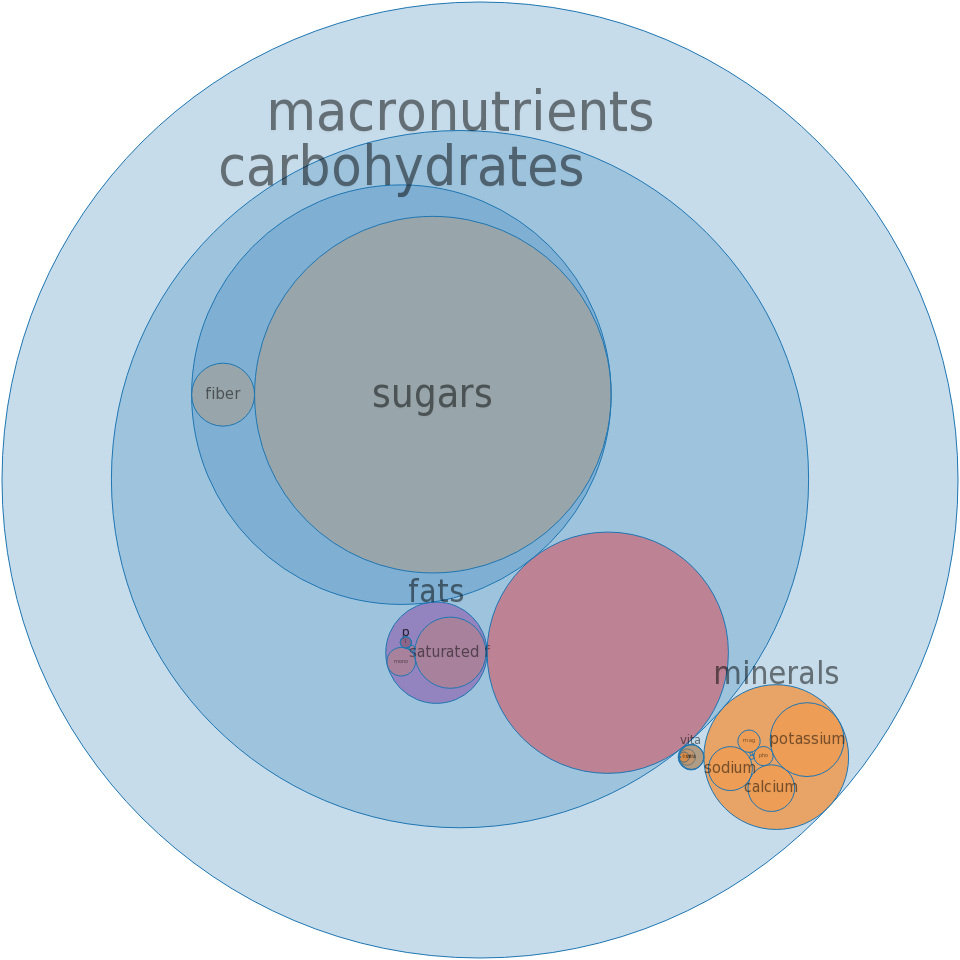 macronutrients
carbohydrates
fiber
sugars
fats
p
saturated f
mono
minerals
vita
mag
potassium
pho
sodium
calcium